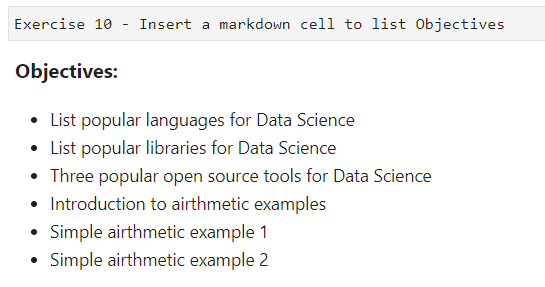 Exercise 10 - Insert a markdown cell to list Objectives
Objectives:
• List popular languages for Data Science
• List popular libraries for Data Science
• Three popular open source tools for Data Science
• Introduction to airthmetic examples
• Simple airthmetic example 1
• Simple airthmetic example 2